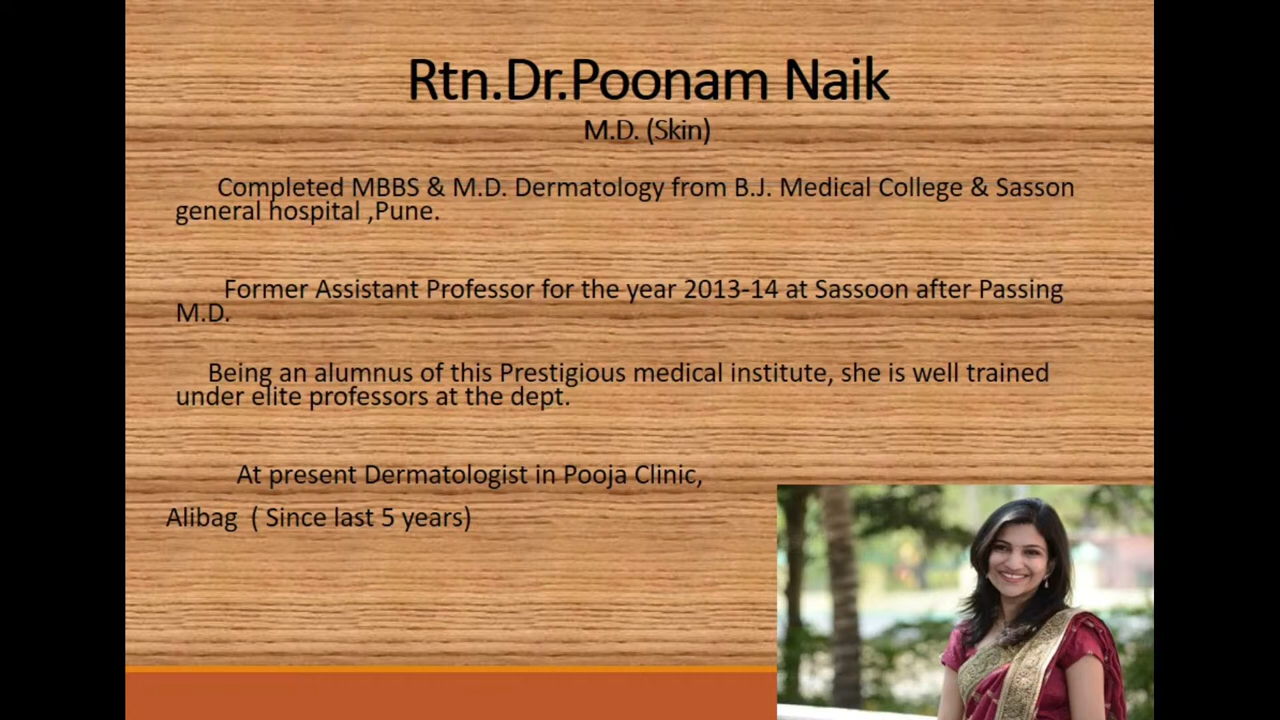 Rtn.Dr.Poonam Naik
M.D. (Skin)
Completed MBBS & M.D. Dermatology from B.J. Medical College & Sasson
general hospital ,Pune.
Former Assistant Professor for the year 2013-14 at Sassoon after Passing
M.D.
Being an alumnus of this Prestigious medical institute, she is well trained
under elite professors at the dept.
At present Dermatologist in Pooja Clinic,
Alibag ( Since last 5 years)